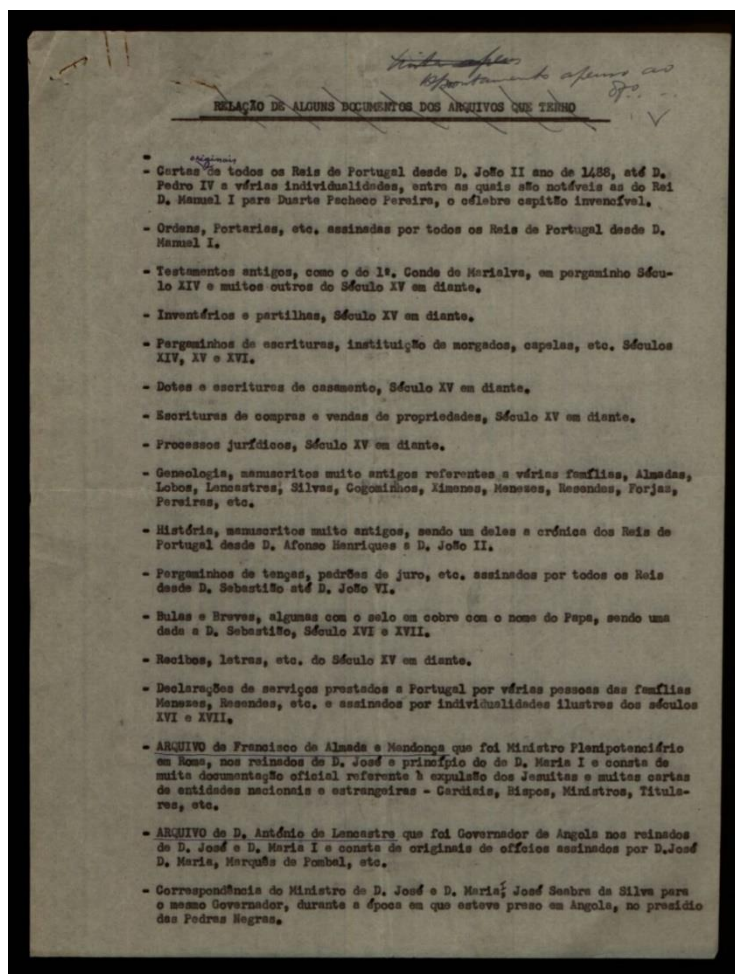 apontamento apenas ao
RELAÇÃO DE ALGUNS DOCUMENTOS DOS ARQUIVOS QUE TENHO
originais
- Cartas de todos os Reis de Portugal desde D. João II ano de 1488, até D.
Pedro IV a várias individualidades, entre as quais são notáveis as do Rei
D. Manuel I para Duarte Pacheco Pereira, o célebre capitão invencível.
- Ordens, Portarias, etc. assinadas por todos os Reis de Portugal desde D.
Manuel I.
- Testamentos antigos, como o do 1º. Conde de Marialva, em pergaminho Sécu-
lo XIV e muitos outros do Século XV em diante.
- Inventários e partilhas, Século XV em diante.
- Pergaminhos de escrituras, instituição de morgados, capelas, etc. Séculos
XIV, XV e XVI.
- Dotes e escrituras de casamento, Século XV em diante.
- Escrituras de compras e vendas de propriedades, Século XV em diante.
- Processos jurídicos, Século XV em diante.
- Geneologia, manuscritos muito antigos referentes a várias famílias, Almadas,
Lobos, Lencastres, Silvas, Cogominhos, Ximenes, Menezes, Resendes, Forjaz,
Pereiras, etc.
- História, manuscritos muito antigos, sendo um deles a crónica dos Reis de
Portugal desde D. Afonso Henriques a D. João II.
- Pergaminhos de tenças, padrões de juro, etc. assinados por todos os Reis
desde D. Sebastião até D. João VI.
- Bulas e Breves, algumas com o selo em cobre com o nome do Papa, sendo uma
dada a D. Sebastião, Século XVI e XVII.
- Recibos, letras, etc. do Século XV em diante.
- Declarações de serviços prestados a Portugal por várias pessoas das famílias
Menezes, Resendes, etc. e assinados por individualidades ilustres dos séculos
XVI e XVII.
- ARQUIVO de Francisco de Almada e Mendonça que foi Ministro Plenipotenciário
em Roma, nos reinados de D. José e princípio do de D. Maria I e consta de
muita documentação oficial referente à expulsão dos Jesuitas e muitas cartas
de entidades nacionais e estrangeiras - Cardiais, Bispos, Ministros, Titula-
res, etc.
- ARQUIVO de D. António de Lencastre que foi Governador de Angola nos reinados
de D. José e D. Maria I e consta de originais de ofícios assinados por D.José
D. Maria, Marquês de Pombal, etc.
- Correspondência do Ministro de D. José e D. Maria; José Seabra da Silva para
o mesmo Governador, durante a época em que esteve preso em Angola, no presídio
das Pedras Negras.